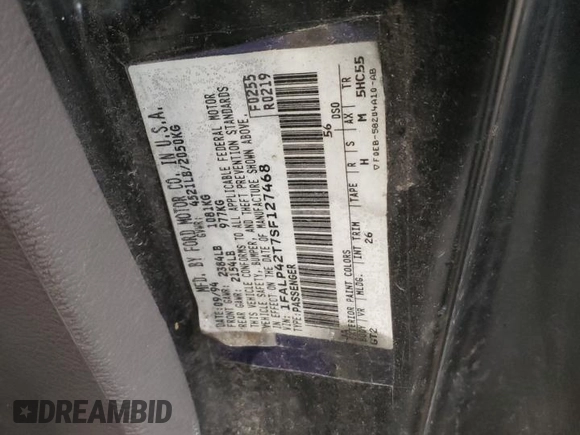 MFD. BY FORD MOTOR CO. IN U.S.A.
DATE: 09/94 GVWR: 4521LB/2050KG
FRONT GAWR: 2384LB 1081KG
REAR GAWR: 2154LB 977KG
THIS VEHICLE CONFORMS TO ALL APPLICABLE FEDERAL MOTOR
VEHICLE SAFETY, BUMPER, AND THEFT PREVENTION STANDARDS
IN EFFECT ON THE DATE OF MANUFACTURE SHOWN ABOVE.
VIN: 1FALP42T7SF127468
TYPE: PASSENGER
F0255
R0219
56 DSO
EXTERIOR PAINT COLORS
BODY VR MLDG. INT TRIM TAPE R S AX TR
GT2 26 H M 5HC55
DREAMBID